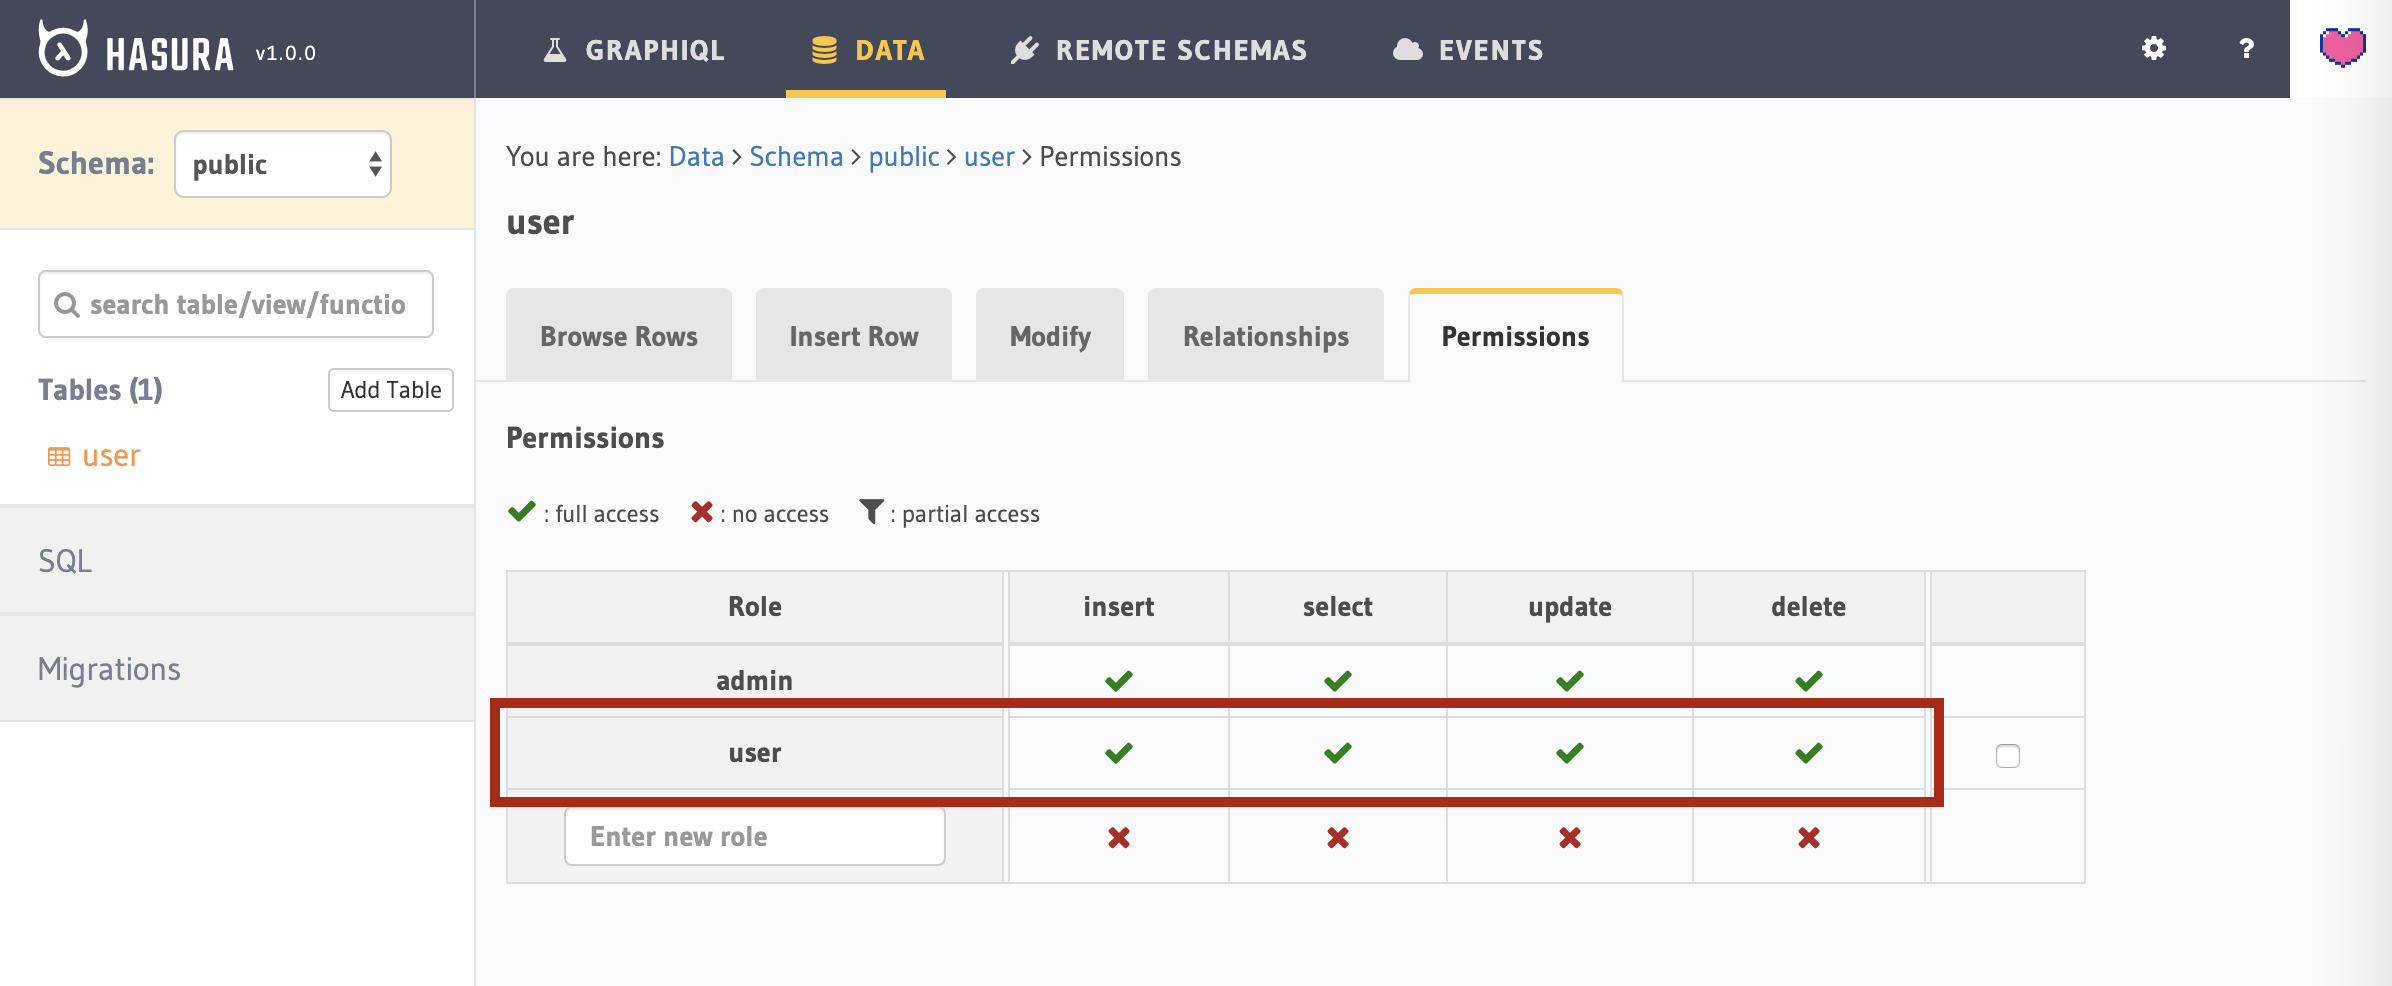 HASURA v1.0.0
GRAPHIQL
DATA
REMOTE SCHEMAS
EVENTS
?
Schema: public
search table/view/functio
Tables (1)
Add Table
user
SQL
Migrations
You are here: Data > Schema > public > user > Permissions
user
Browse Rows
Insert Row
Modify
Relationships
Permissions
Permissions
: full access : no access : partial access
Role insert select update delete
admin
user
Enter new role